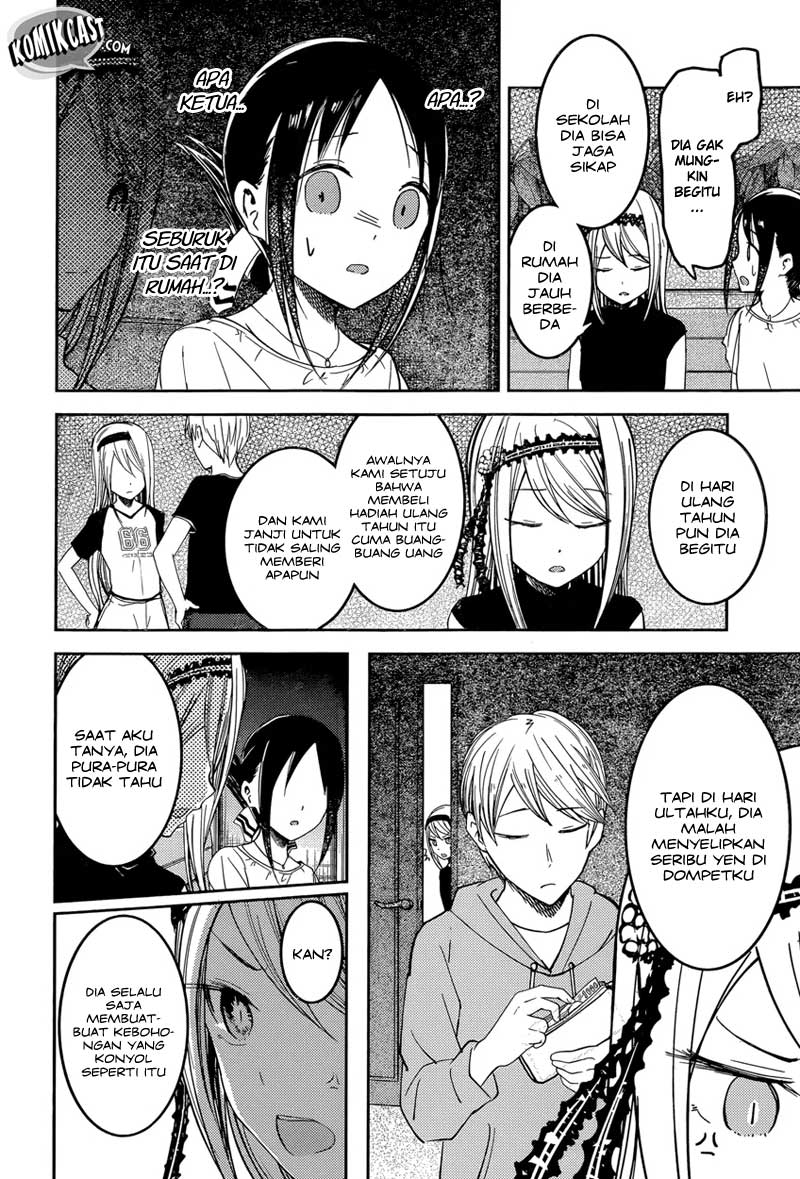 KOMIKCAST
.COM
EH?
DIA GAK
MUNG-
KIN
BEGITU
...
DI
SEKOLAH
DIA BISA
JAGA
SIKAP
DI
RUMAH
DIA
JAUH
BERBE-
DA
APA...?
APA
KETUA...
SEBURUK
ITU SAAT DI
RUMAH...?
DI HARI
ULANG
TAHUN
PUN DIA
BEGITU
AWALNYA
KAMI SETUJU
BAHWA
MEMBELI
HADIAH ULANG
TAHUN ITU
CUMA BUANG-
BUANG UANG
DAN KAMI
JANJI UNTUK
TIDAK SALING
MEMBERI
APAPUN
66
TAPI DI HARI
ULTAHKU, DIA
MALAH
MENYELIPKAN
SERIBU YEN DI
DOMPETKU
SAAT AKU
TANYA, DIA
PURA-PURA
TIDAK TAHU
KAN?
DIA SELALU
SAJA
MEMBUAT-
BUAT KEBOHO-
NGAN YANG
KONYOL
SEPERTI ITU